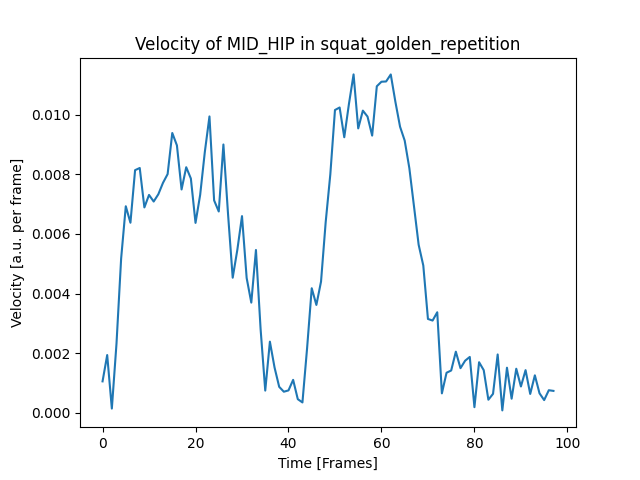 Velocity of MID_HIP in squat_golden_repetition
Velocity [a.u. per frame]
0.010
0.008
0.006
0.004
0.002
0.000
0 20 40 60 80 100
Time [Frames]